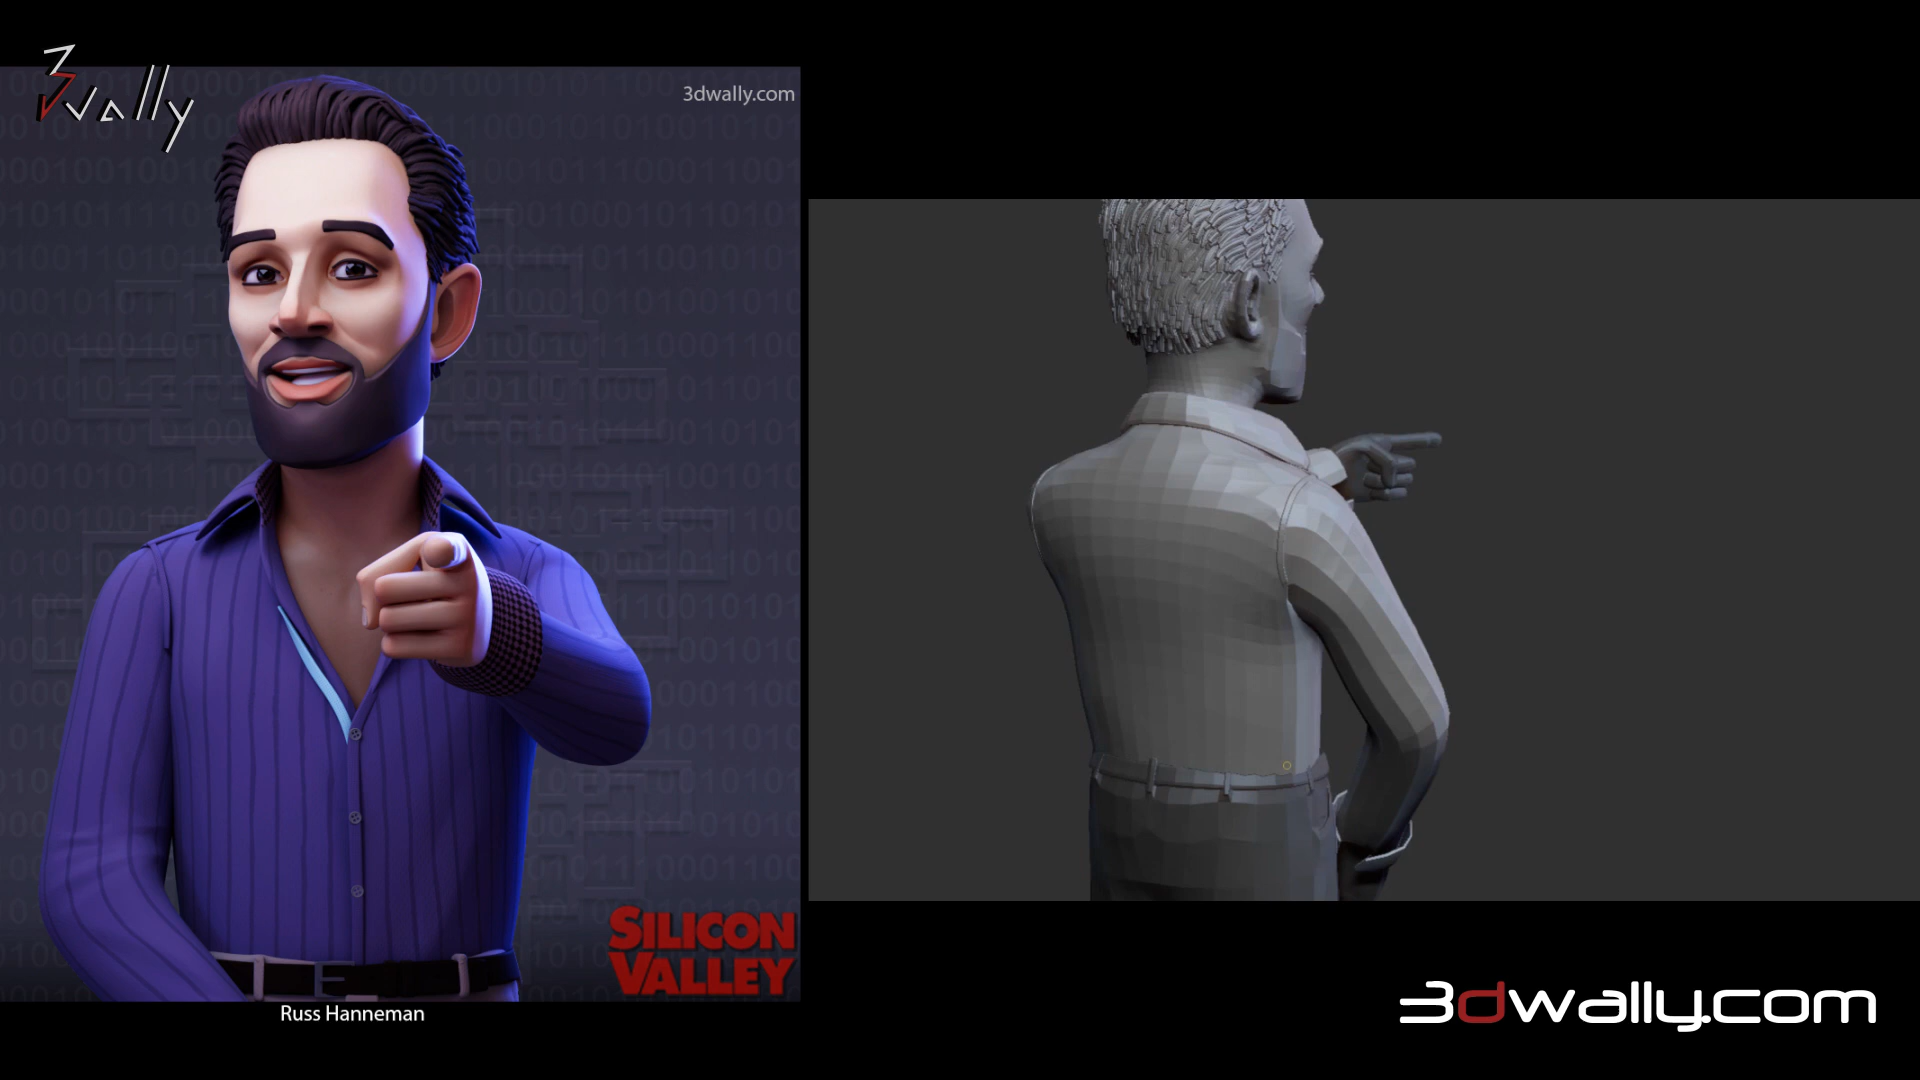 3wally
3dwally.com
SILICON
VALLEY
Russ Hanneman
3dwally.com